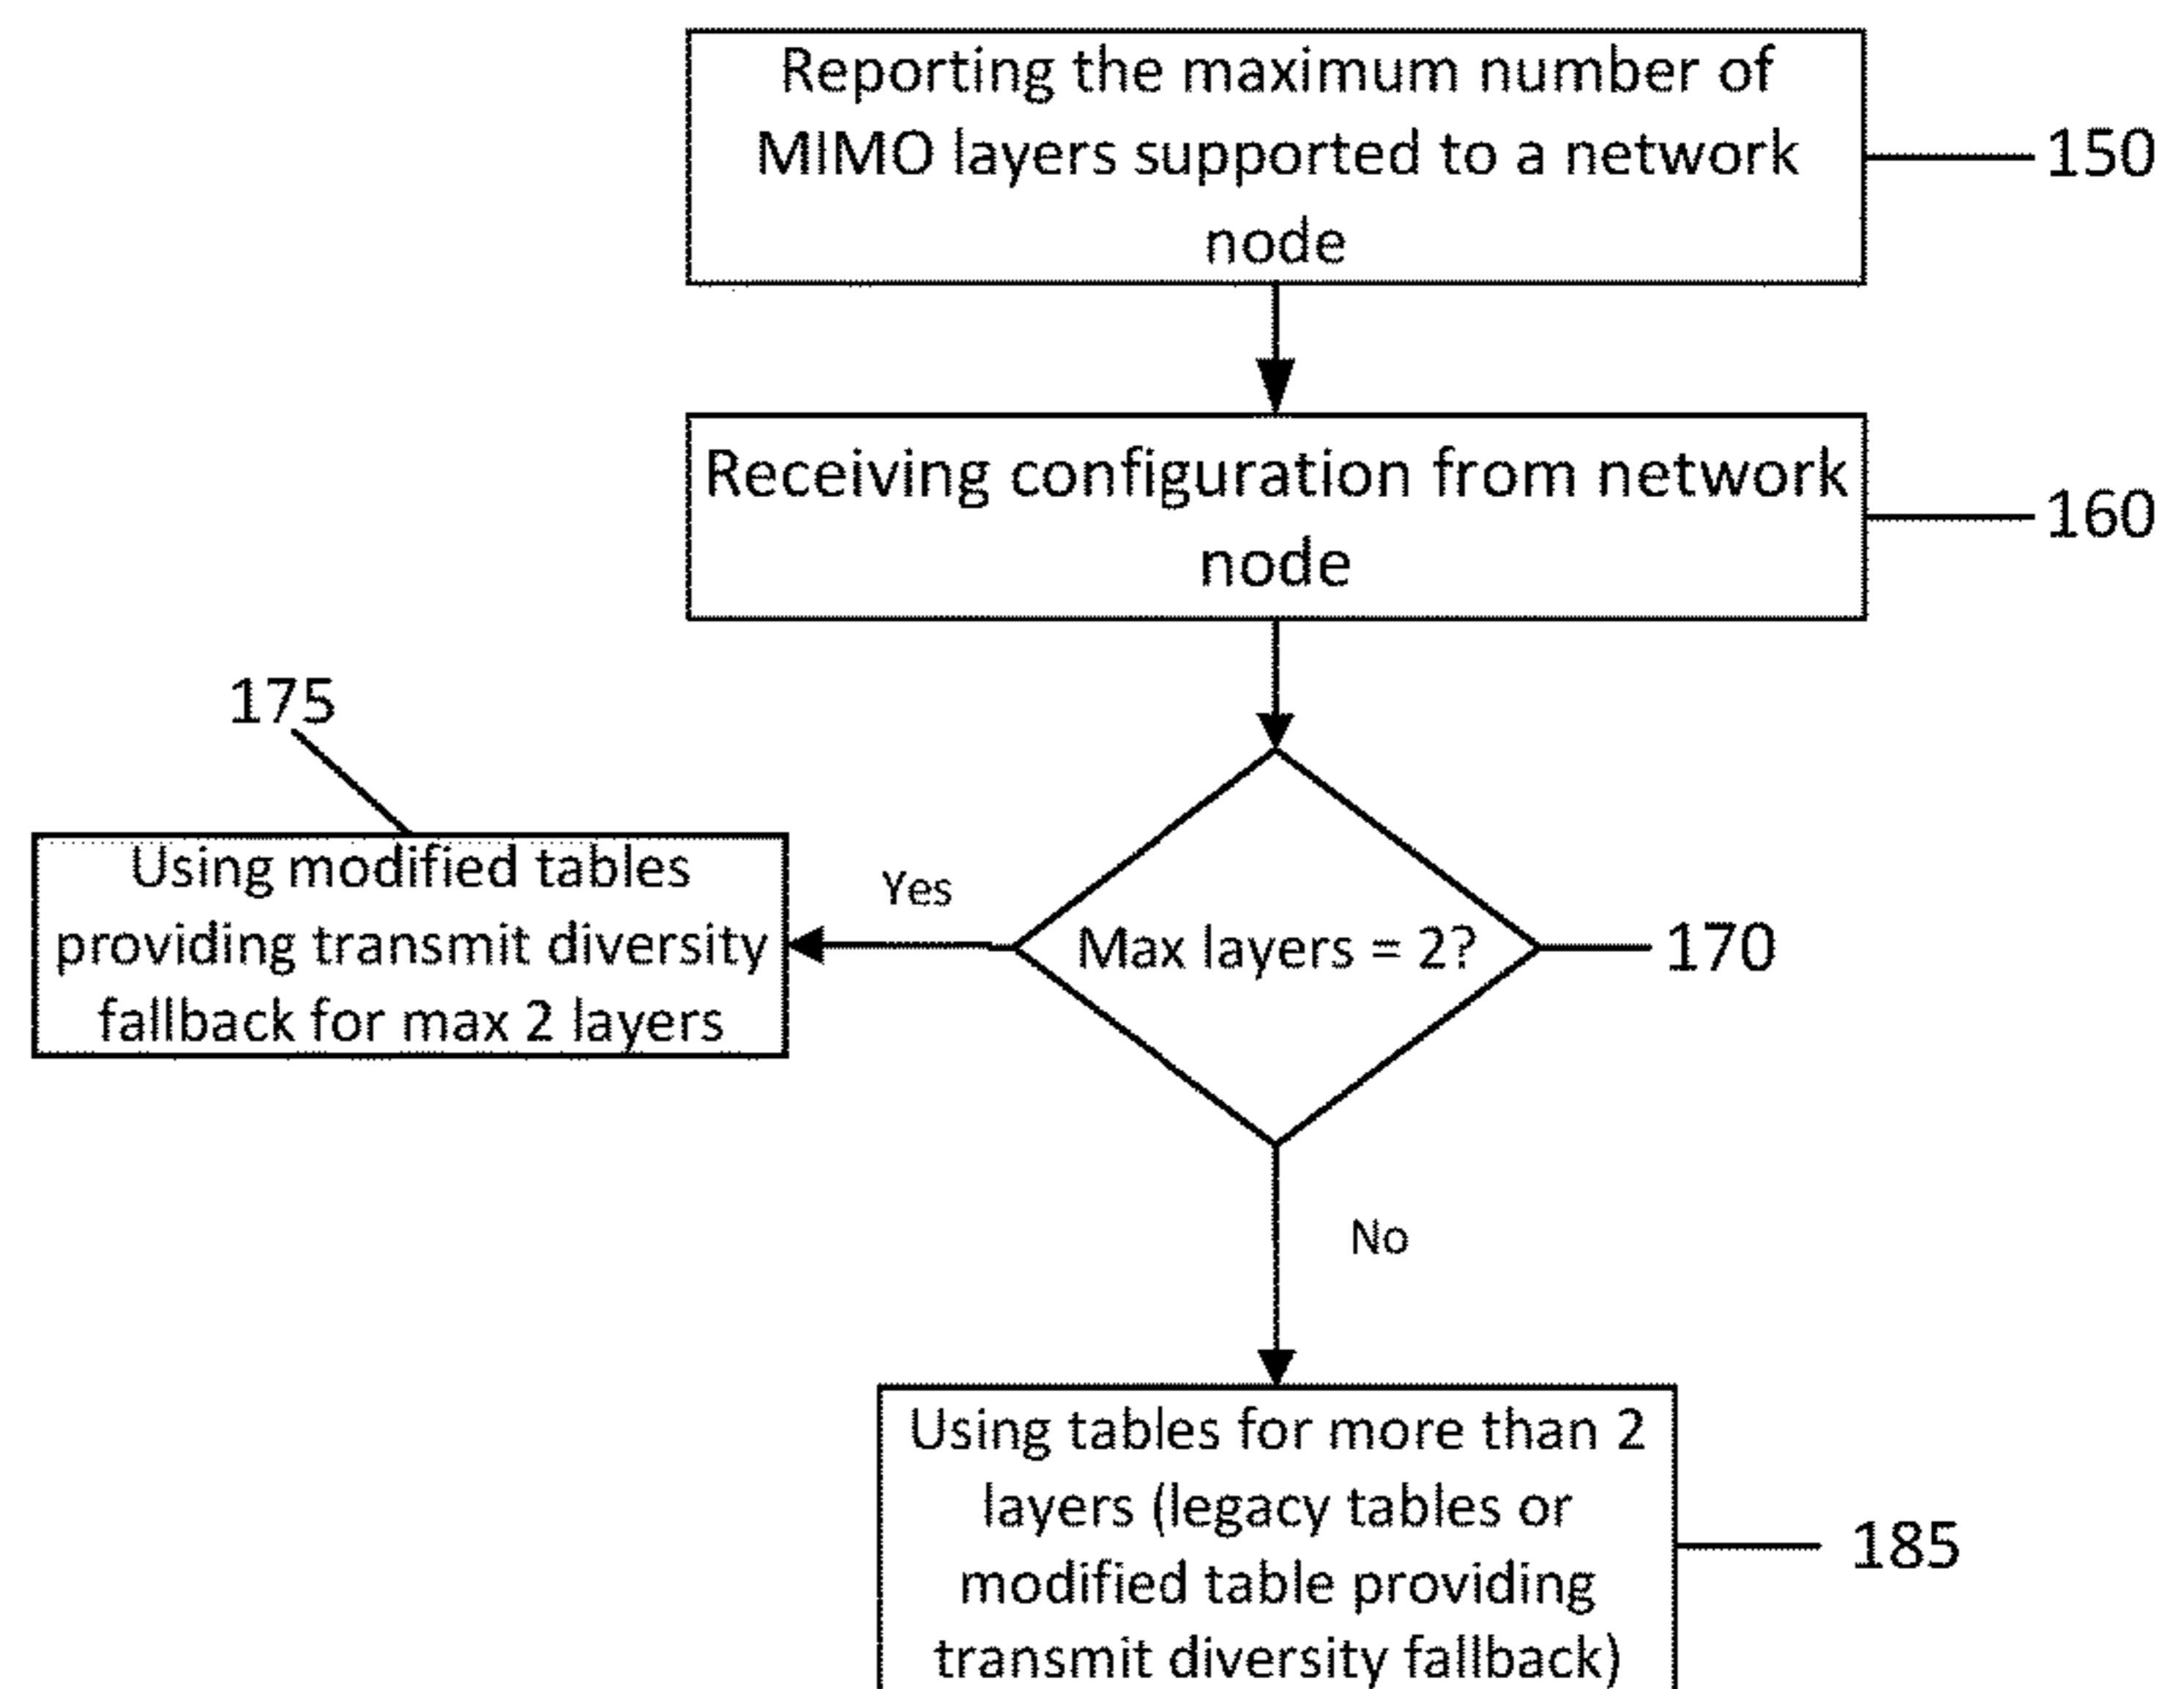 Reporting the maximum number of
MIMO layers supported to a network
node
150
Receiving configuration from network
node
160
175
Using modified tables
providing transmit diversity
fallback for max 2 layers
Yes
Max layers = 2?
170
No
Using tables for more than 2
layers (legacy tables or
modified table providing
transmit diversity fallback)
185